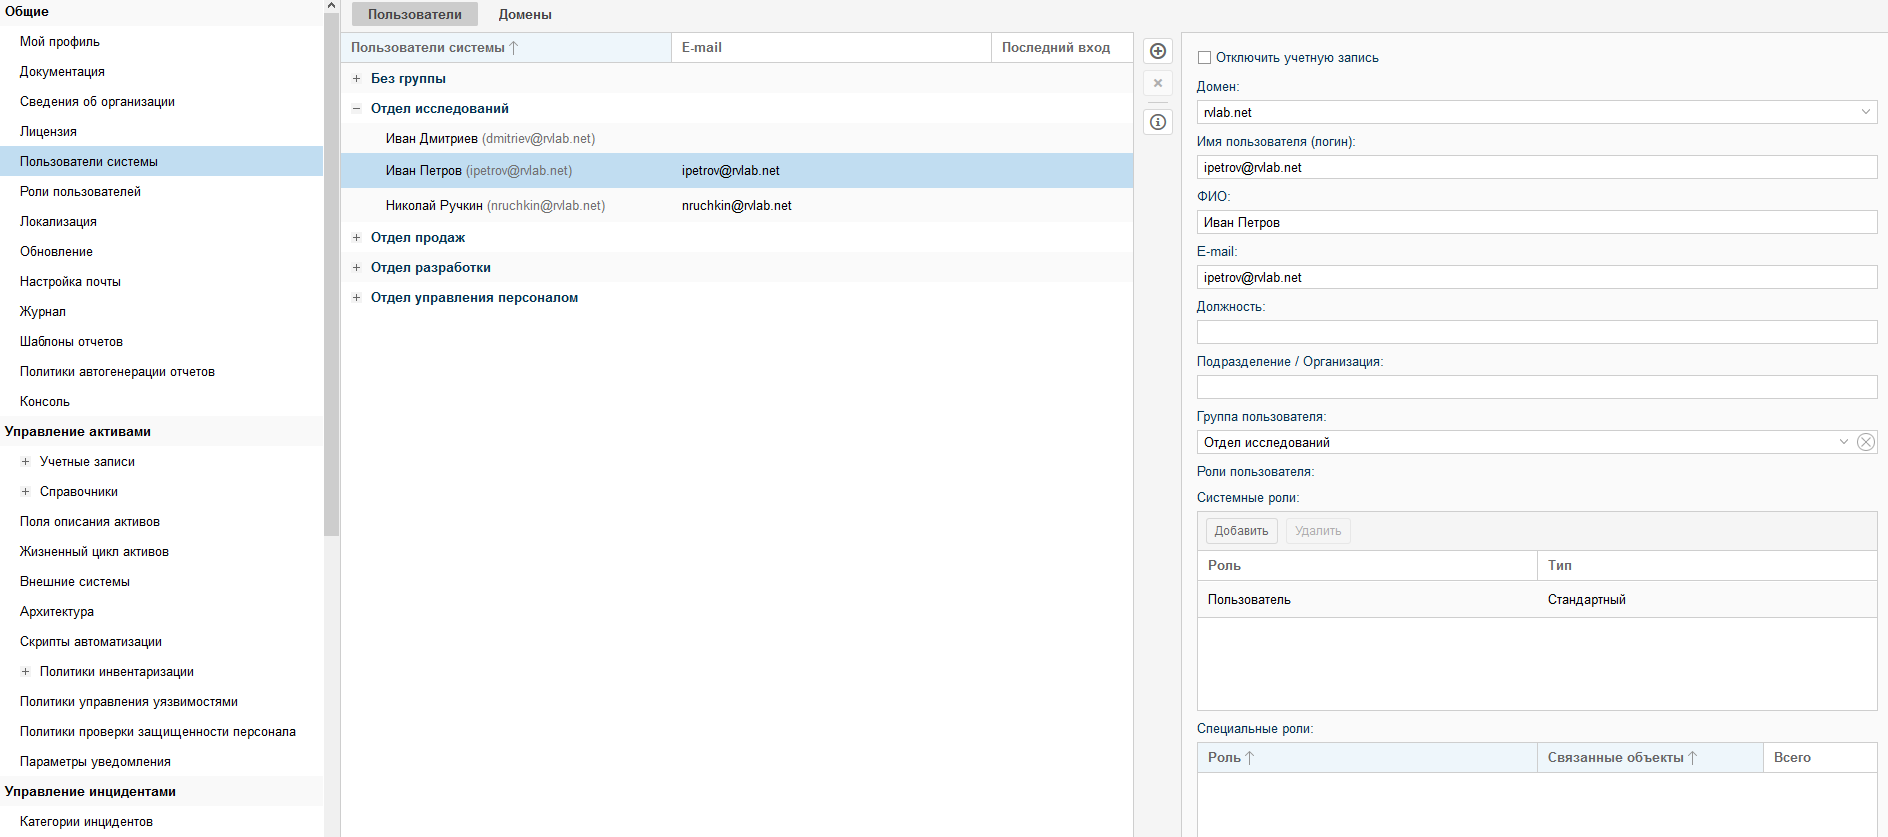 Общие
Мой профиль
Документация
Сведения об организации
Лицензия
Пользователи системы
Роли пользователей
Локализация
Обновление
Настройка почты
Журнал
Шаблоны отчетов
Политики автогенерации отчетов
Консоль
Управление активами
Учетные записи
Справочники
Поля описания активов
Жизненный цикл активов
Внешние системы
Архитектура
Скрипты автоматизации
Политики инвентаризации
Политики управления уязвимостями
Политики проверки защищенности персонала
Параметры уведомления
Управление инцидентами
Категории инцидентов
Пользователи Домены
Пользователи системы E-mail Последний вход
Без группы
Отдел исследований
Иван Дмитриев (dmitriev@rvlab.net)
Иван Петров (ipetrov@rvlab.net) ipetrov@rvlab.net
Николай Ручкин (nruchkin@rvlab.net) nruchkin@rvlab.net
Отдел продаж
Отдел разработки
Отдел управления персоналом
Отключить учетную запись
Домен:
rvlab.net
Имя пользователя (логин):
ipetrov@rvlab.net
ФИО:
Иван Петров
E-mail:
ipetrov@rvlab.net
Должность:
Подразделение / Организация:
Группа пользователя:
Отдел исследований
Роли пользователя:
Системные роли:
Добавить Удалить
Роль Тип
Пользователь Стандартный
Специальные роли:
Роль Связанные объекты Всего